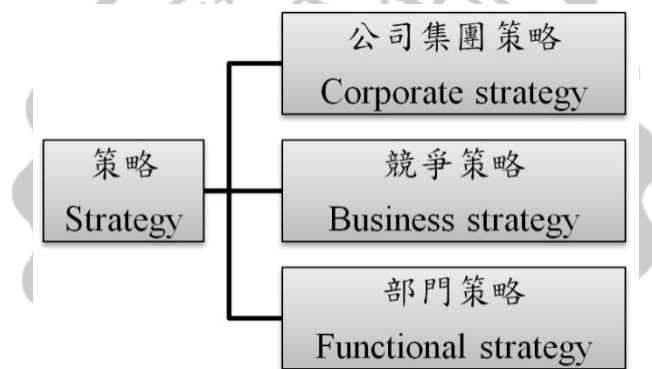 公司集團策略
Corporate strategy
策略
Strategy
競爭策略
Business strategy
部門策略
Functional strategy